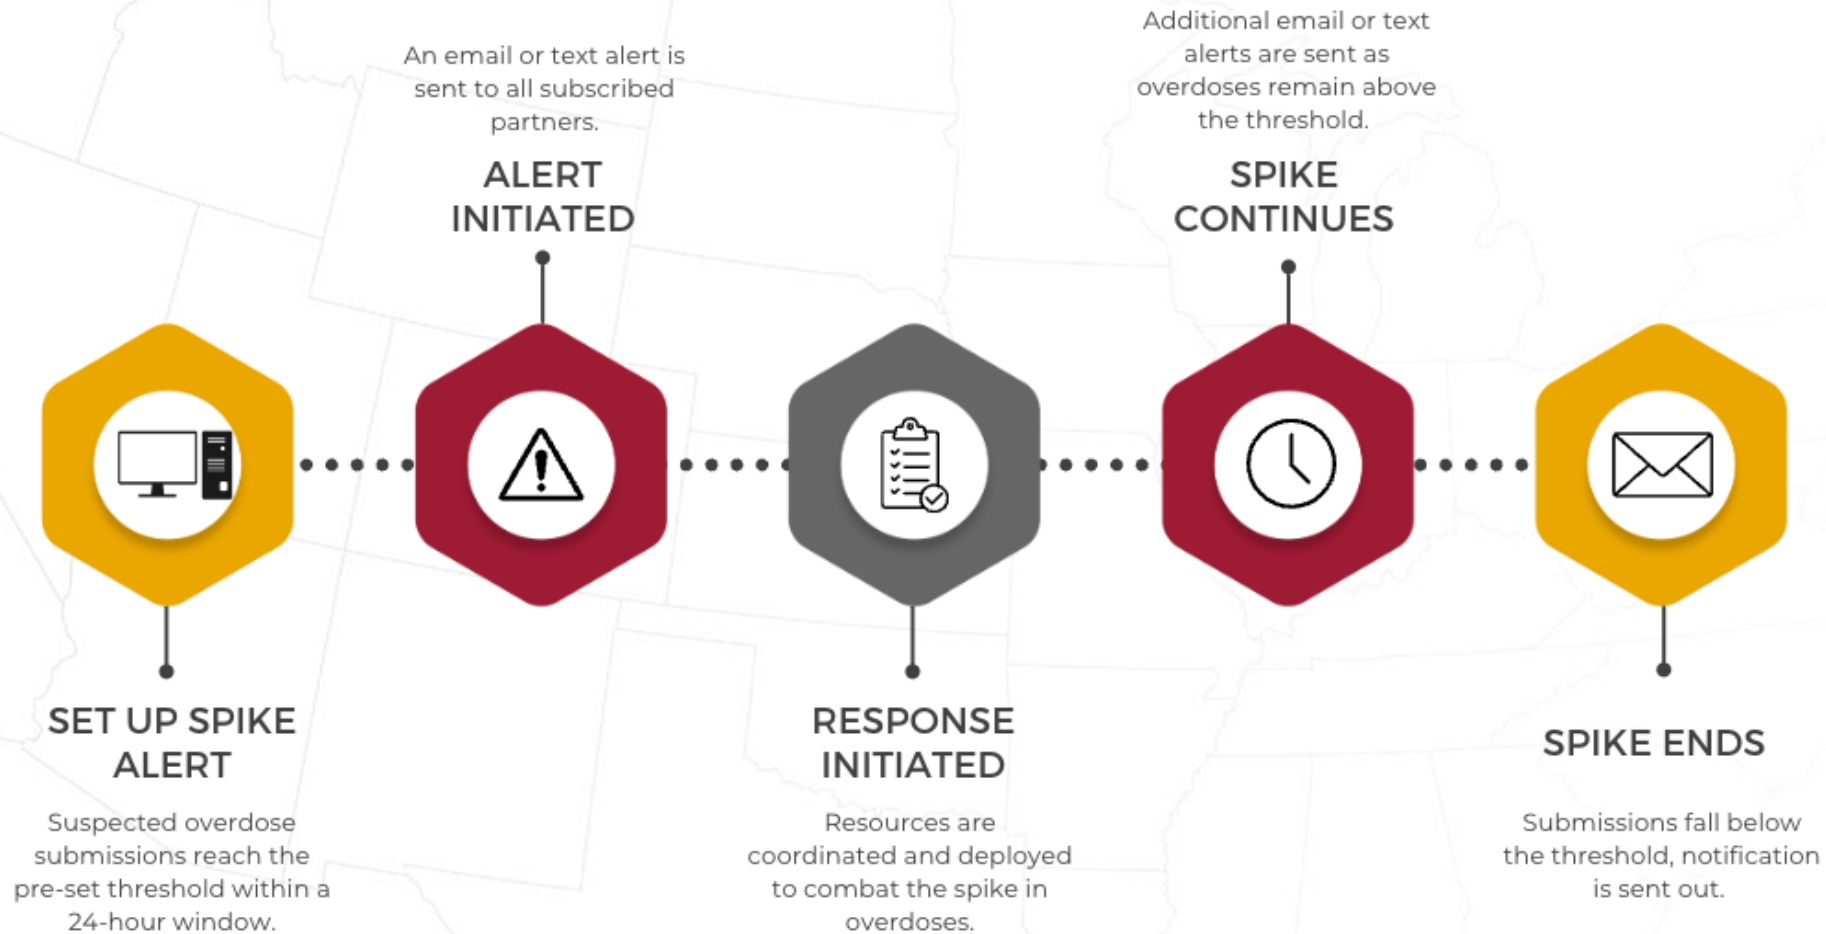 SET UP SPIKE
ALERT
Suspected overdose
submissions reach the
pre-set threshold within a
24-hour window.
An email or text alert is
sent to all subscribed
partners.
ALERT
INITIATED
RESPONSE
INITIATED
Resources are
coordinated and deployed
to combat the spike in
overdoses.
Additional email or text
alerts are sent as
overdoses remain above
the threshold.
SPIKE
CONTINUES
SPIKE ENDS
Submissions fall below
the threshold, notification
is sent out.